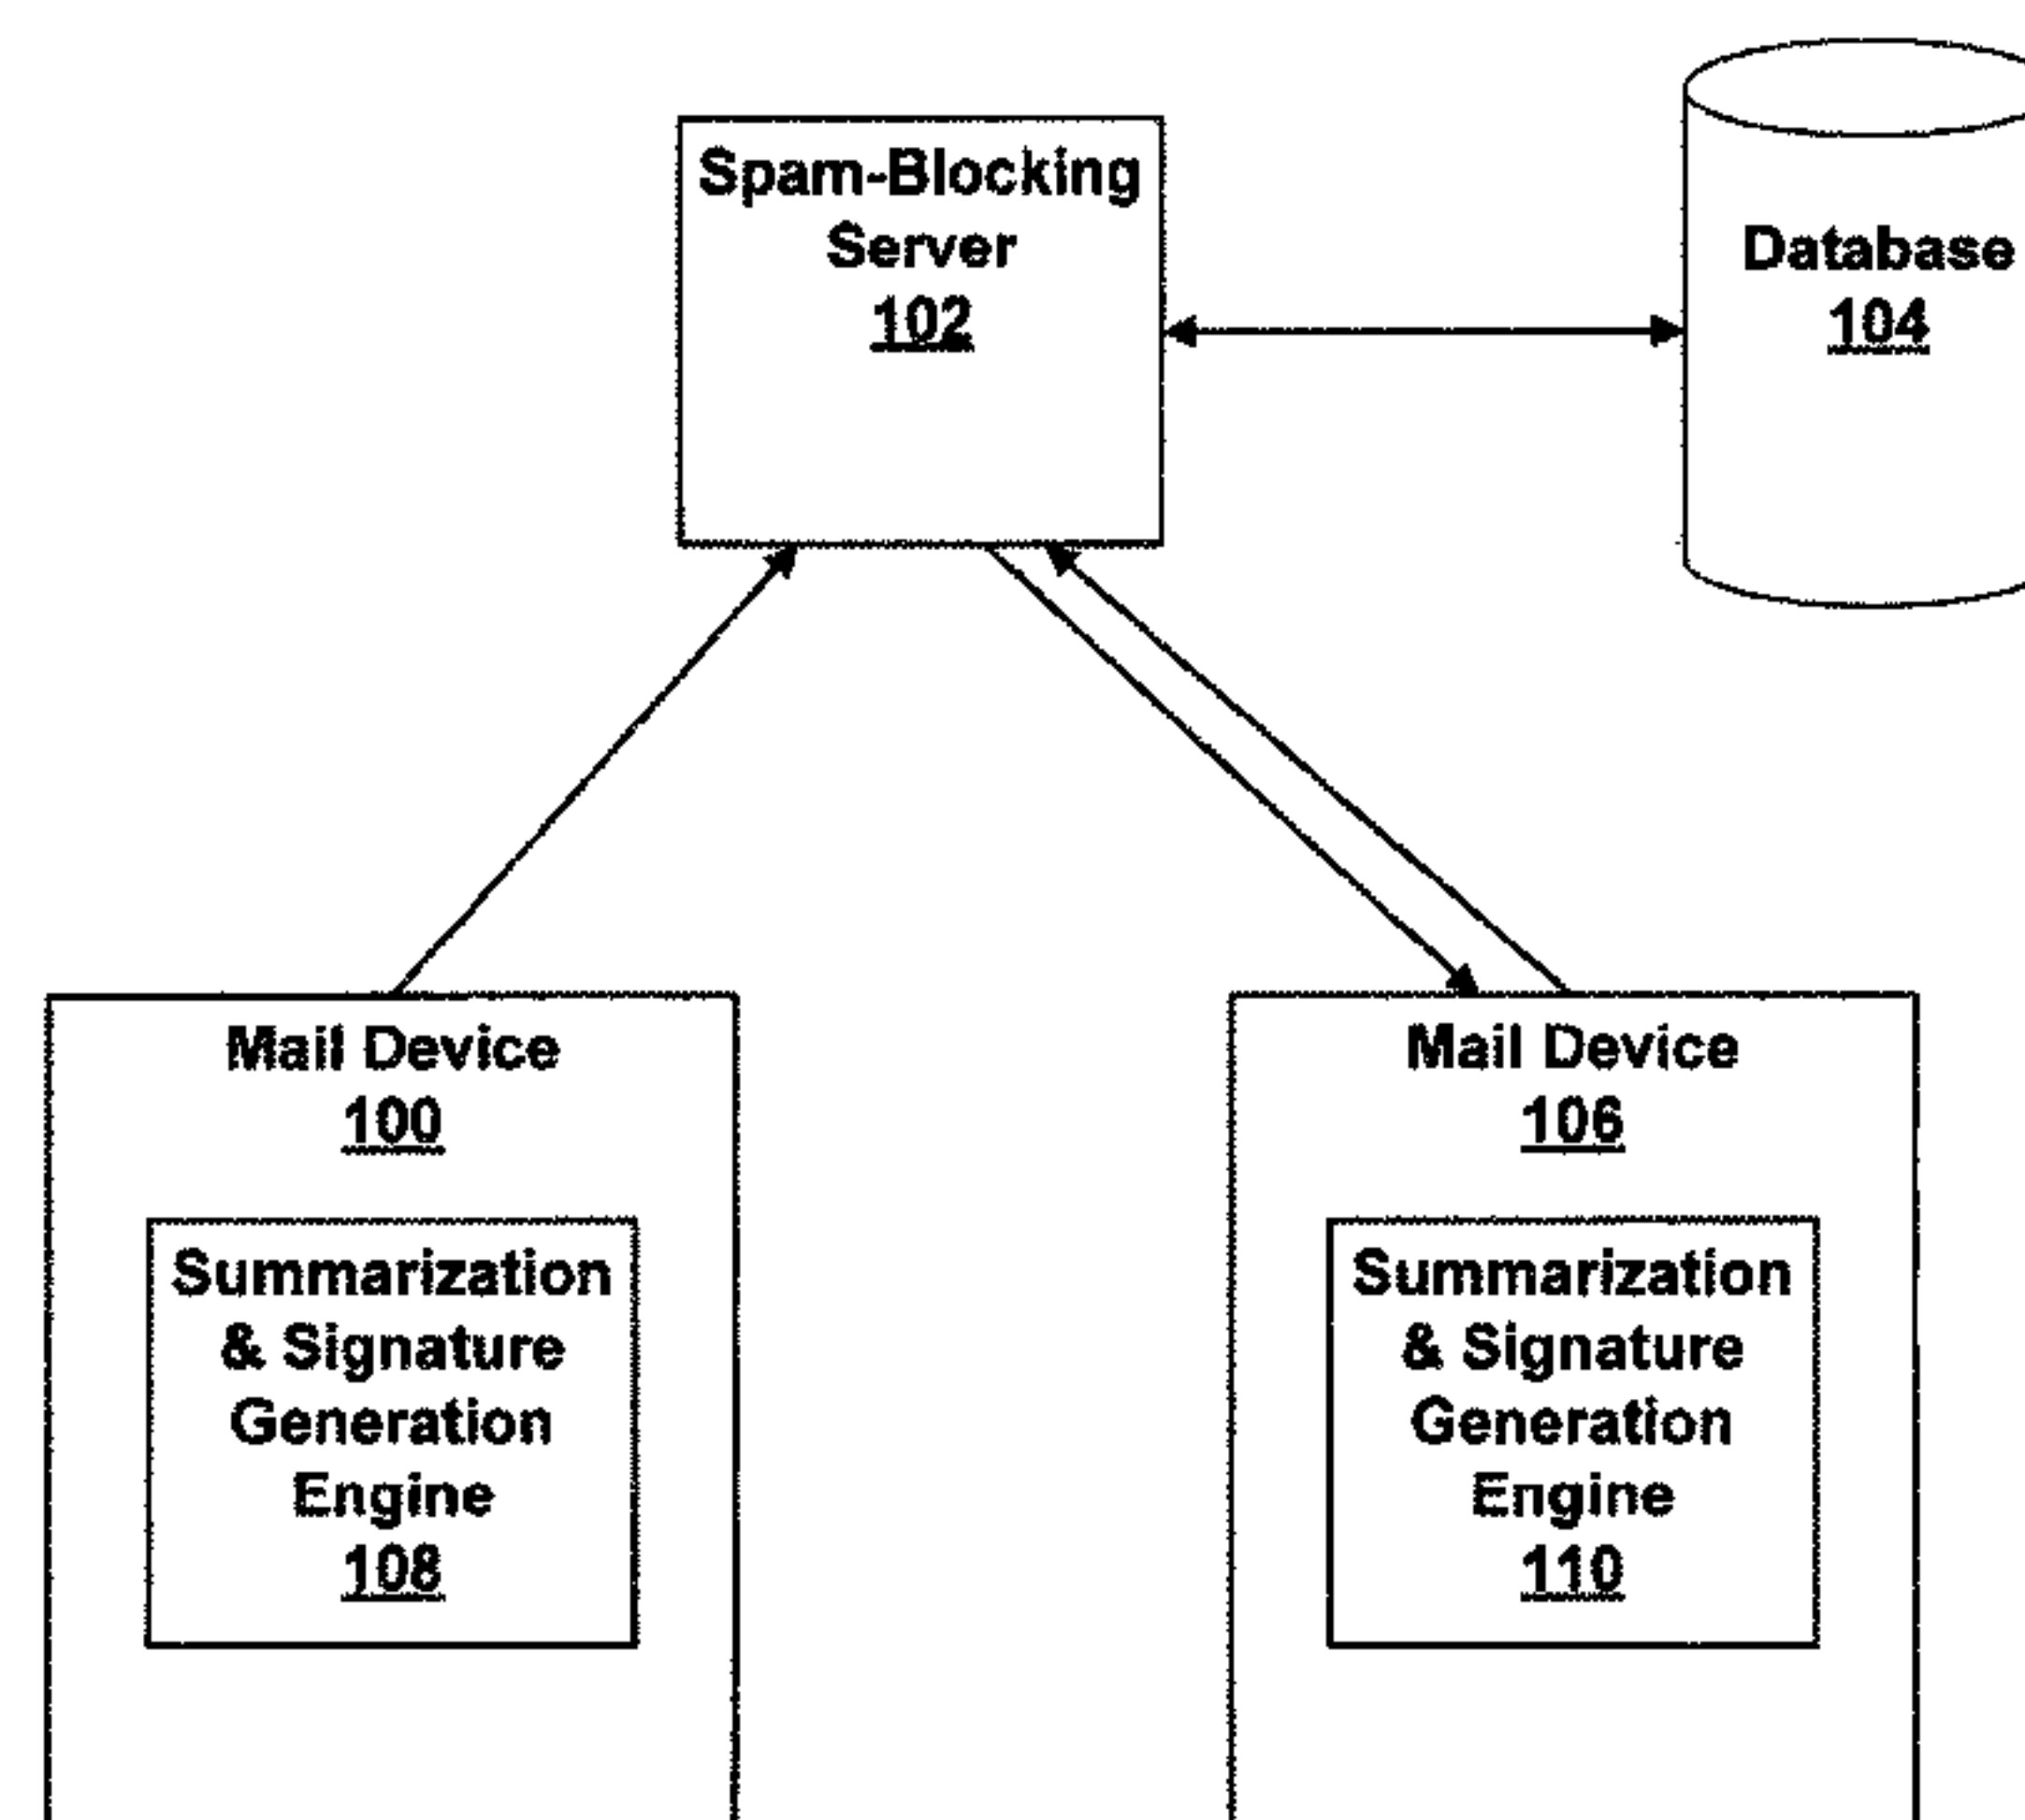 Spam-Blocking
Server
102
Database
104
Mail Device
100
Summarization
& Signature
Generation
Engine
108
Mail Device
106
Summarization
& Signature
Generation
Engine
110